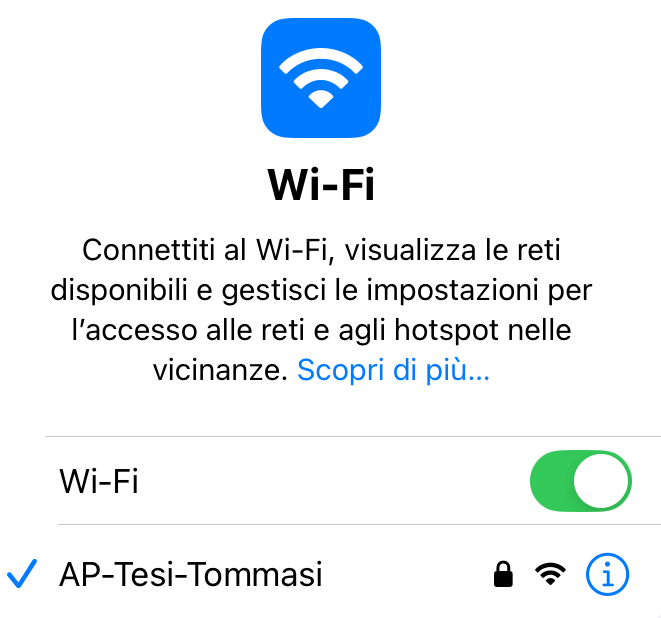 Wi-Fi
Connettiti al Wi-Fi, visualizza le reti
disponibili e gestisci le impostazioni per
l’accesso alle reti e agli hotspot nelle
vicinanze. Scopri di più...
Wi-Fi
AP-Tesi-Tommasi